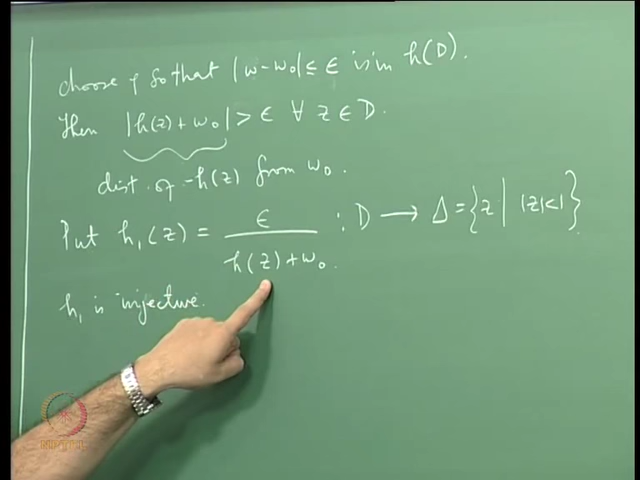 choose ε so that |w-w₀| ≤ ε is in h(D).
Then |h(z)+w₀| > ε ∀ z ∈ D.
dist. of -h(z) from w₀.
Put h₁(z) = ε / (h(z)+w₀) : D → Δ = {z | |z|<1}
h₁ is injective.
NPTEL